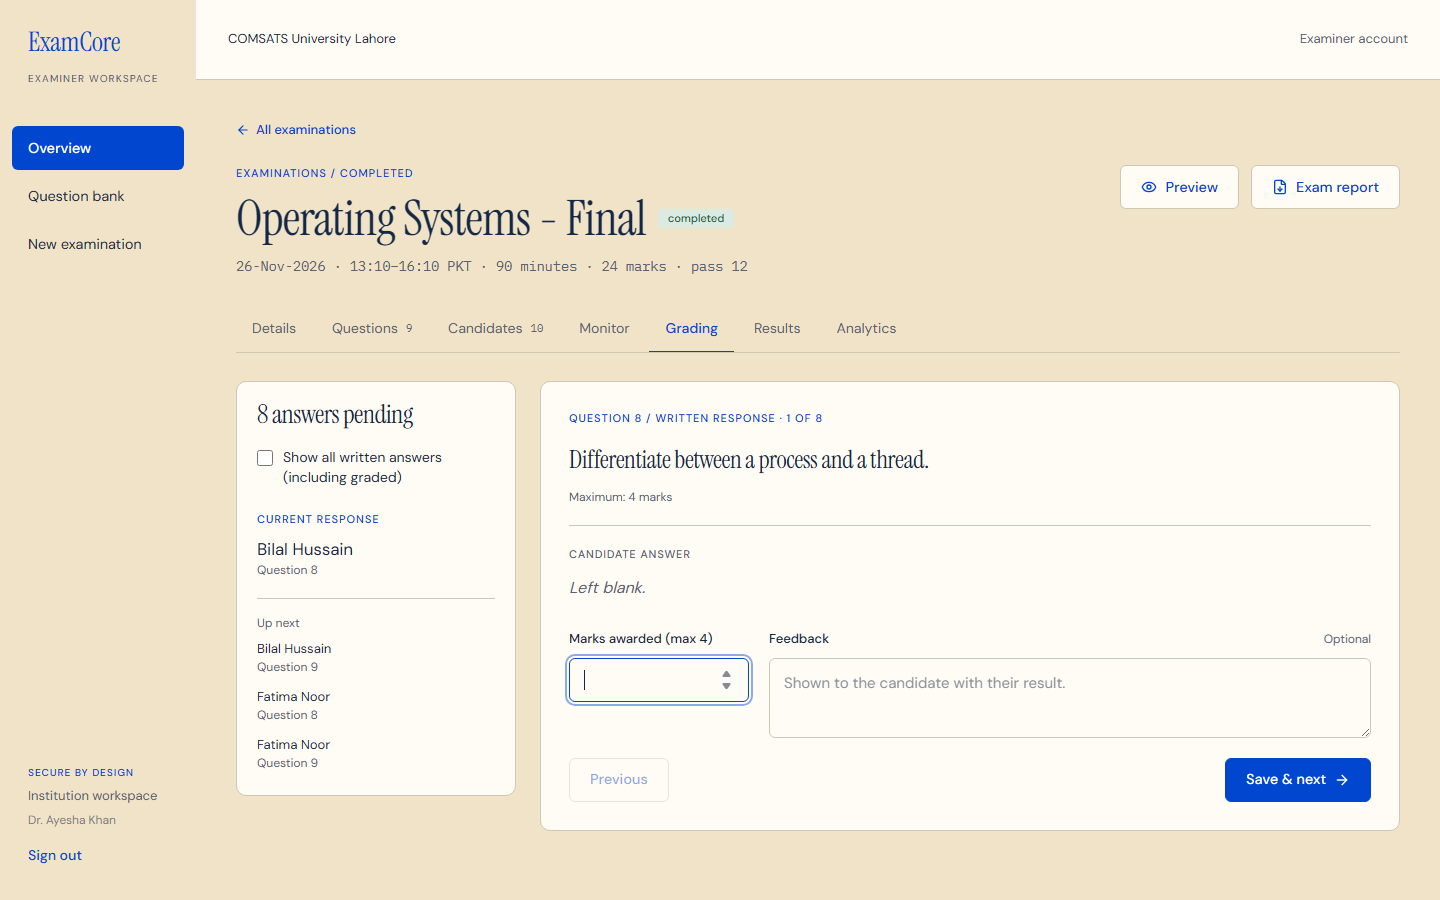 ExamCore
EXAMINER WORKSPACE
Overview
Question bank
New examination
SECURE BY DESIGN
Institution workspace
Dr. Ayesha Khan
Sign out
COMSATS University Lahore
Examiner account
← All examinations
EXAMINATIONS / COMPLETED
Operating Systems – Final completed
26-Nov-2026 · 13:10–16:10 PKT · 90 minutes · 24 marks · pass 12
Preview
Exam report
Details Questions 9 Candidates 10 Monitor Grading Results Analytics
8 answers pending
Show all written answers
(including graded)
CURRENT RESPONSE
Bilal Hussain
Question 8
Up next
Bilal Hussain
Question 9
Fatima Noor
Question 8
Fatima Noor
Question 9
QUESTION 8 / WRITTEN RESPONSE · 1 OF 8
Differentiate between a process and a thread.
Maximum: 4 marks
CANDIDATE ANSWER
Left blank.
Marks awarded (max 4)
Feedback Optional
Shown to the candidate with their result.
Previous
Save & next →